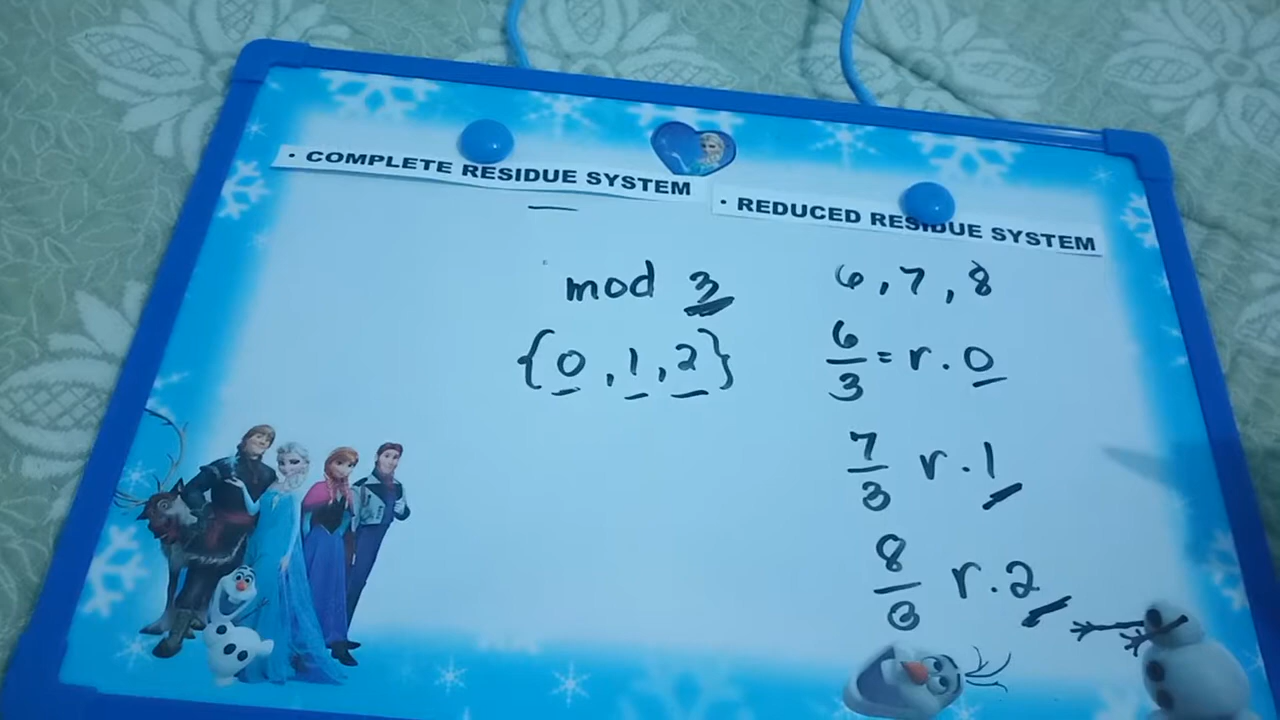 • COMPLETE RESIDUE SYSTEM
• REDUCED RESIDUE SYSTEM
mod 3
{0,1,2}
6,7,8
6/3 = r.0
7/3 r.1
8/3 r.2